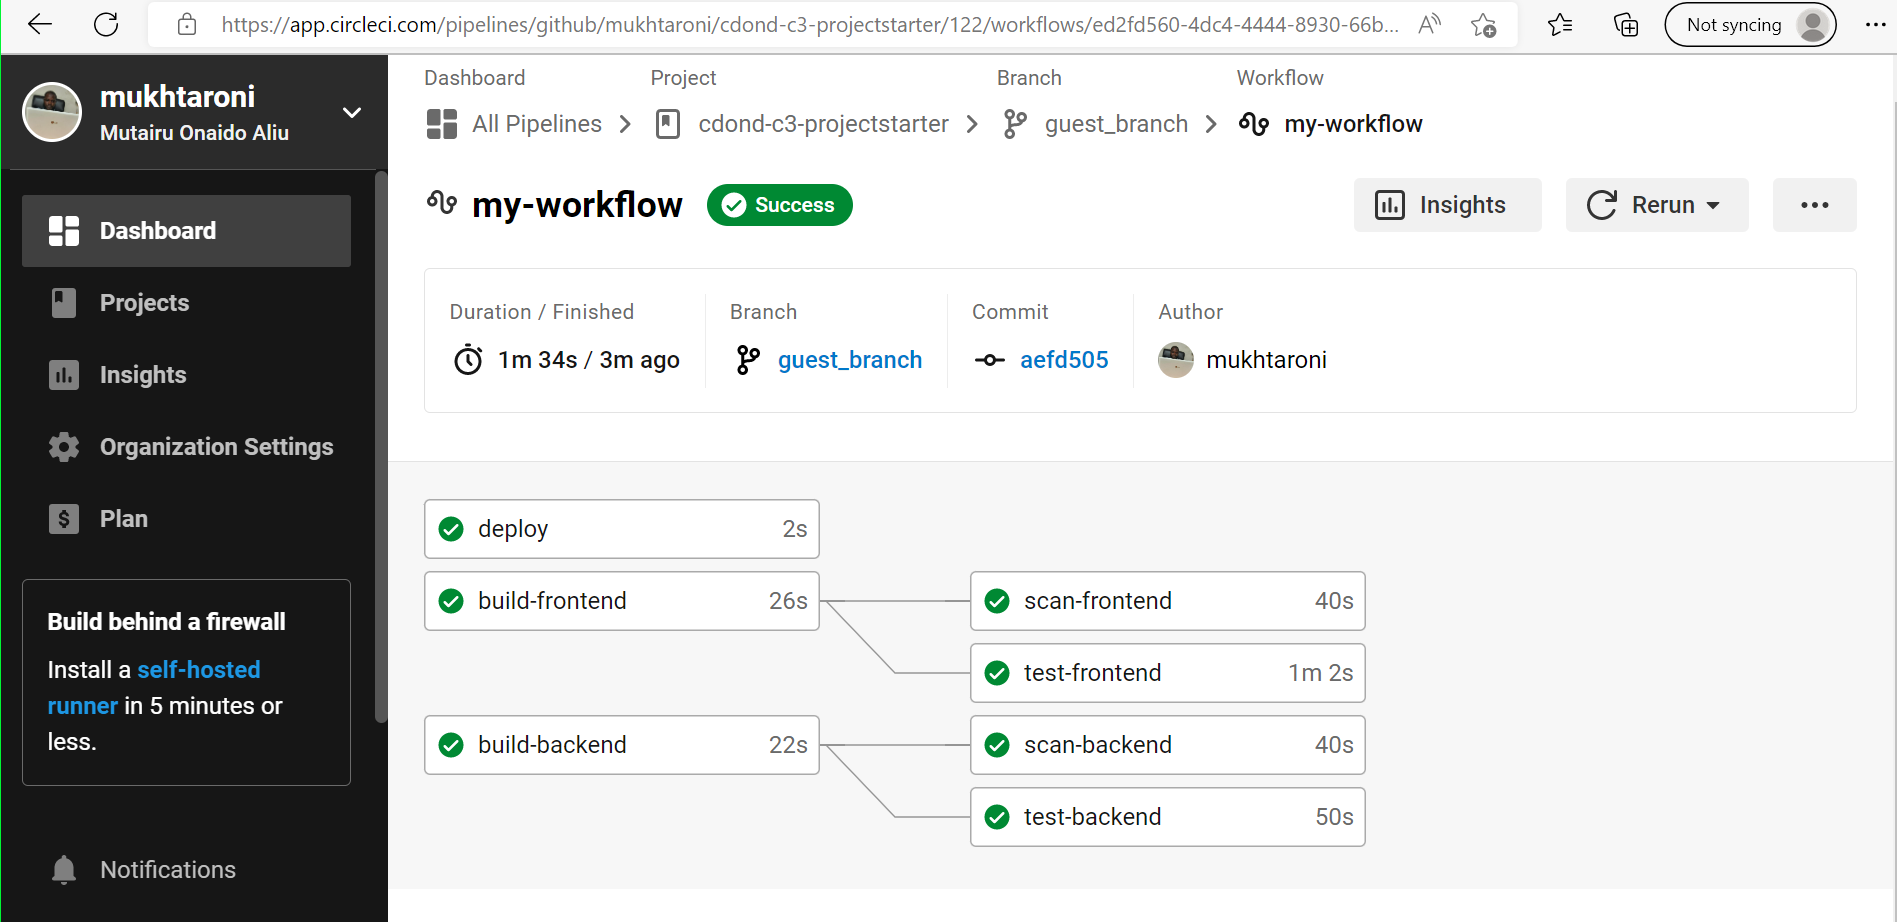 https://app.circleci.com/pipelines/github/mukhtaroni/cdond-c3-projectstarter/122/workflows/ed2fd560-4dc4-4444-8930-66b...
Not syncing
mukhtaroni
Mutairu Onaido Aliu
Dashboard
Projects
Insights
Organization Settings
Plan
Build behind a firewall
Install a self-hosted
runner in 5 minutes or
less.
Notifications
Dashboard Project Branch Workflow
All Pipelines cdond-c3-projectstarter guest_branch my-workflow
my-workflow Success Insights Rerun
Duration / Finished Branch Commit Author
1m 34s / 3m ago guest_branch aefd505 mukhtaroni
deploy 2s
build-frontend 26s scan-frontend 40s
test-frontend 1m 2s
build-backend 22s scan-backend 40s
test-backend 50s